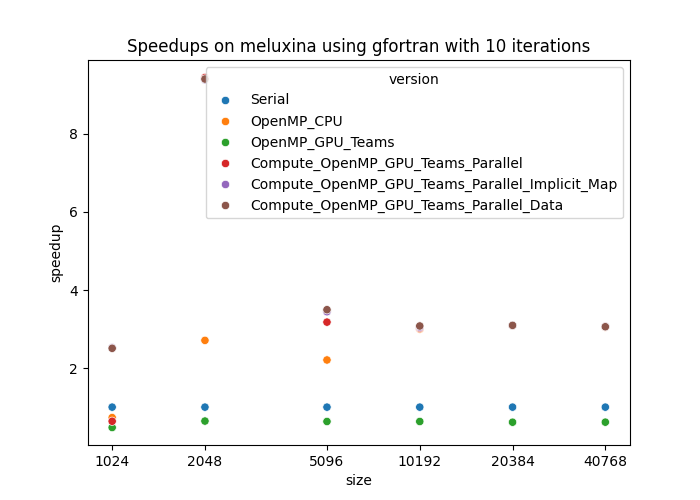 Speedups on meluxina using gfortran with 10 iterations
version
Serial
OpenMP_CPU
OpenMP_GPU_Teams
Compute_OpenMP_GPU_Teams_Parallel
Compute_OpenMP_GPU_Teams_Parallel_Implicit_Map
Compute_OpenMP_GPU_Teams_Parallel_Data
speedup
8
6
4
2
1024 2048 5096 10192 20384 40768
size